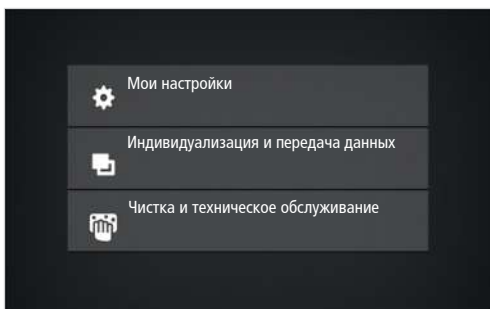 Мои настройки
Индивидуализация и передача данных
Чистка и техническое обслуживание